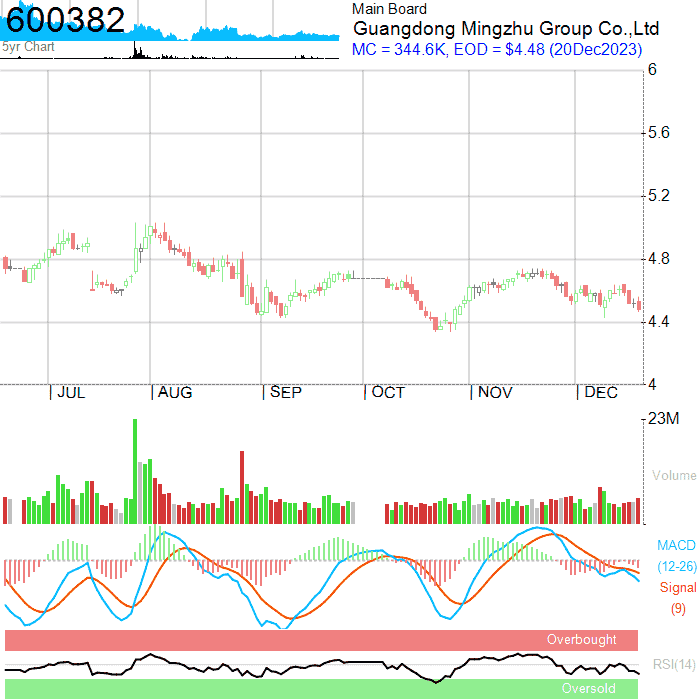 600382
5yr Chart
Main Board
Guangdong Mingzhu Group Co.,Ltd
MC = 344.6K, EOD = $4.48 (20Dec2023)
6
5.6
5.2
4.8
4.4
4
JUL AUG SEP OCT NOV DEC
23M
Volume
MACD
(12-26)
Signal
(9)
Overbought
RSI(14)
Oversold